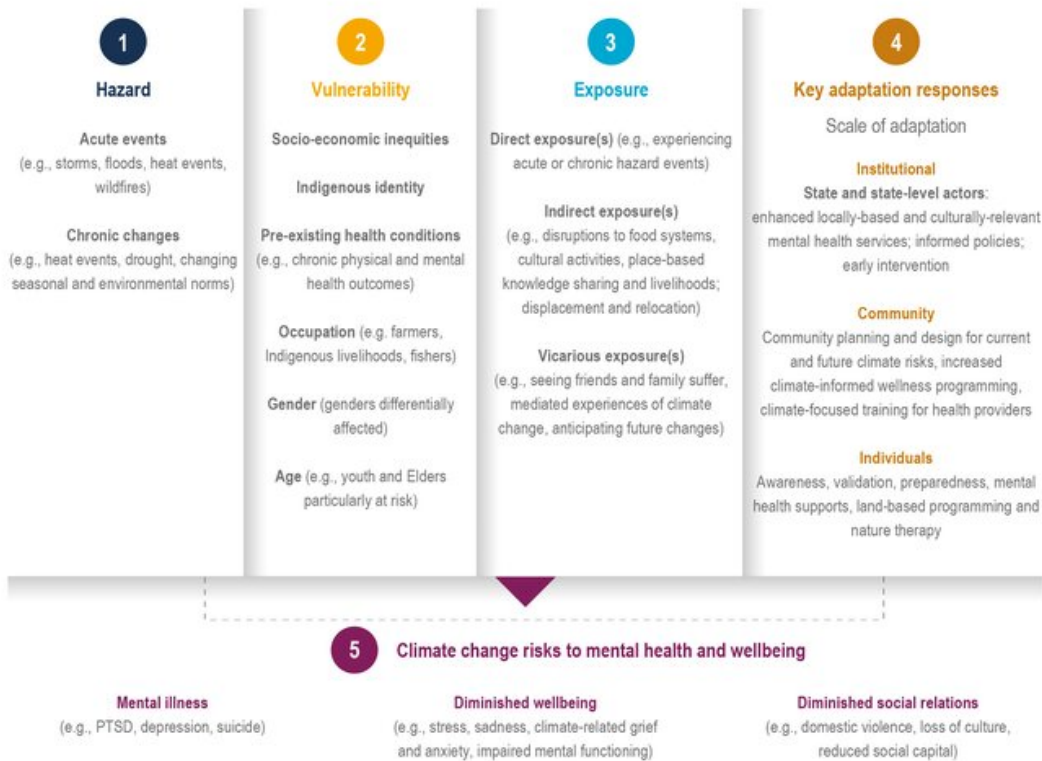 1
Hazard
Acute events
(e.g., storms, floods, heat events,
wildfires)
Chronic changes
(e.g., heat events, drought, changing
seasonal and environmental norms)
2
Vulnerability
Socio-economic inequities
Indigenous identity
Pre-existing health conditions
(e.g., chronic physical and mental
health outcomes)
Occupation (e.g. farmers,
Indigenous livelihoods, fishers)
Gender (genders differentially
affected)
Age (e.g., youth and Elders
particularly at risk)
3
Exposure
Direct exposure(s) (e.g., experiencing
acute or chronic hazard events)
Indirect exposure(s)
(e.g., disruptions to food systems,
cultural activities, place-based
knowledge sharing and livelihoods;
displacement and relocation)
Vicarious exposure(s)
(e.g., seeing friends and family suffer,
mediated experiences of climate
change, anticipating future changes)
4
Key adaptation responses
Scale of adaptation
Institutional
State and state-level actors:
enhanced locally-based and culturally-relevant
mental health services; informed policies;
early intervention
Community
Community planning and design for current
and future climate risks, increased
climate-informed wellness programming,
climate-focused training for health providers
Individuals
Awareness, validation, preparedness, mental
health supports, land-based programming and
nature therapy
5
Climate change risks to mental health and wellbeing
Mental illness
(e.g., PTSD, depression, suicide)
Diminished wellbeing
(e.g., stress, sadness, climate-related grief
and anxiety, impaired mental functioning)
Diminished social relations
(e.g., domestic violence, loss of culture,
reduced social capital)